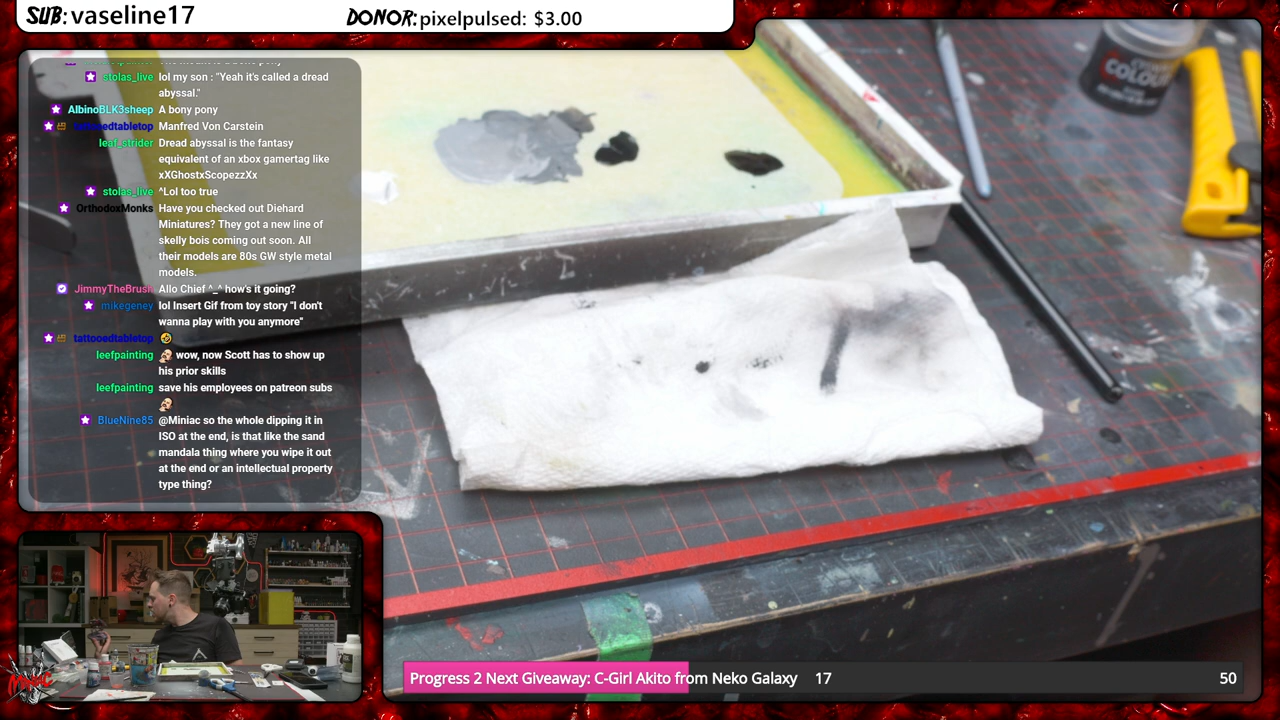 SUB: vaseline17
DONOR: pixelpulsed: $3.00
stolas_live lol my son : "Yeah it's called a dread
abyssal."
AlbinoBLK3sheep A bony pony
tattooedtabletop Manfred Von Carstein
leaf_strider Dread abyssal is the fantasy
equivalent of an xbox gamertag like
xXGhostxScopezzXx
stolas_live ^Lol too true
OrthodoxMonks Have you checked out Diehard
Miniatures? They got a new line of
skelly bois coming out soon. All
their models are 80s GW style metal
models.
JimmyTheBrush Allo Chief ^_^ how's it going?
mikegeney lol Insert Gif from toy story "I don't
wanna play with you anymore"
tattooedtabletop 🤣
leefpainting wow, now Scott has to show up
his prior skills
leefpainting save his employees on patreon subs
BlueNine85 @Miniac so the whole dipping it in
ISO at the end, is that like the sand
mandala thing where you wipe it out
at the end or an intellectual property
type thing?
COLOUR
Progress 2 Next Giveaway: C-Girl Akito from Neko Galaxy 17 50